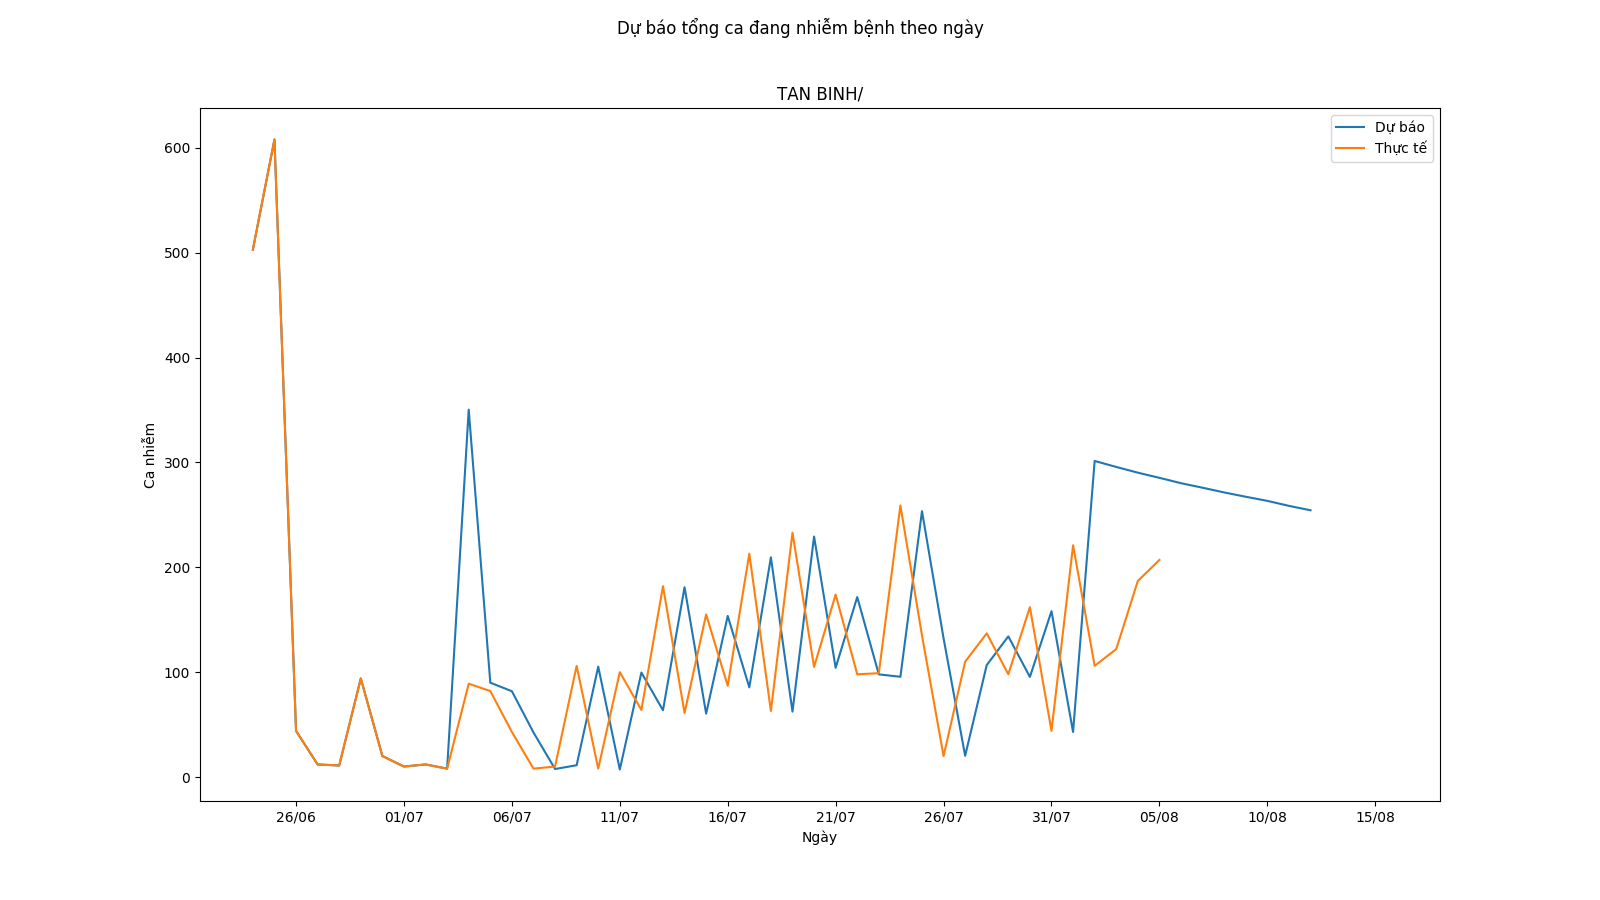 Dự báo tổng ca đang nhiễm bệnh theo ngày
TAN BINH/
Dự báo
Thực tế
600
500
400
300
200
100
0
Ca nhiễm
26/06 01/07 06/07 11/07 16/07 21/07 26/07 31/07 05/08 10/08 15/08
Ngày